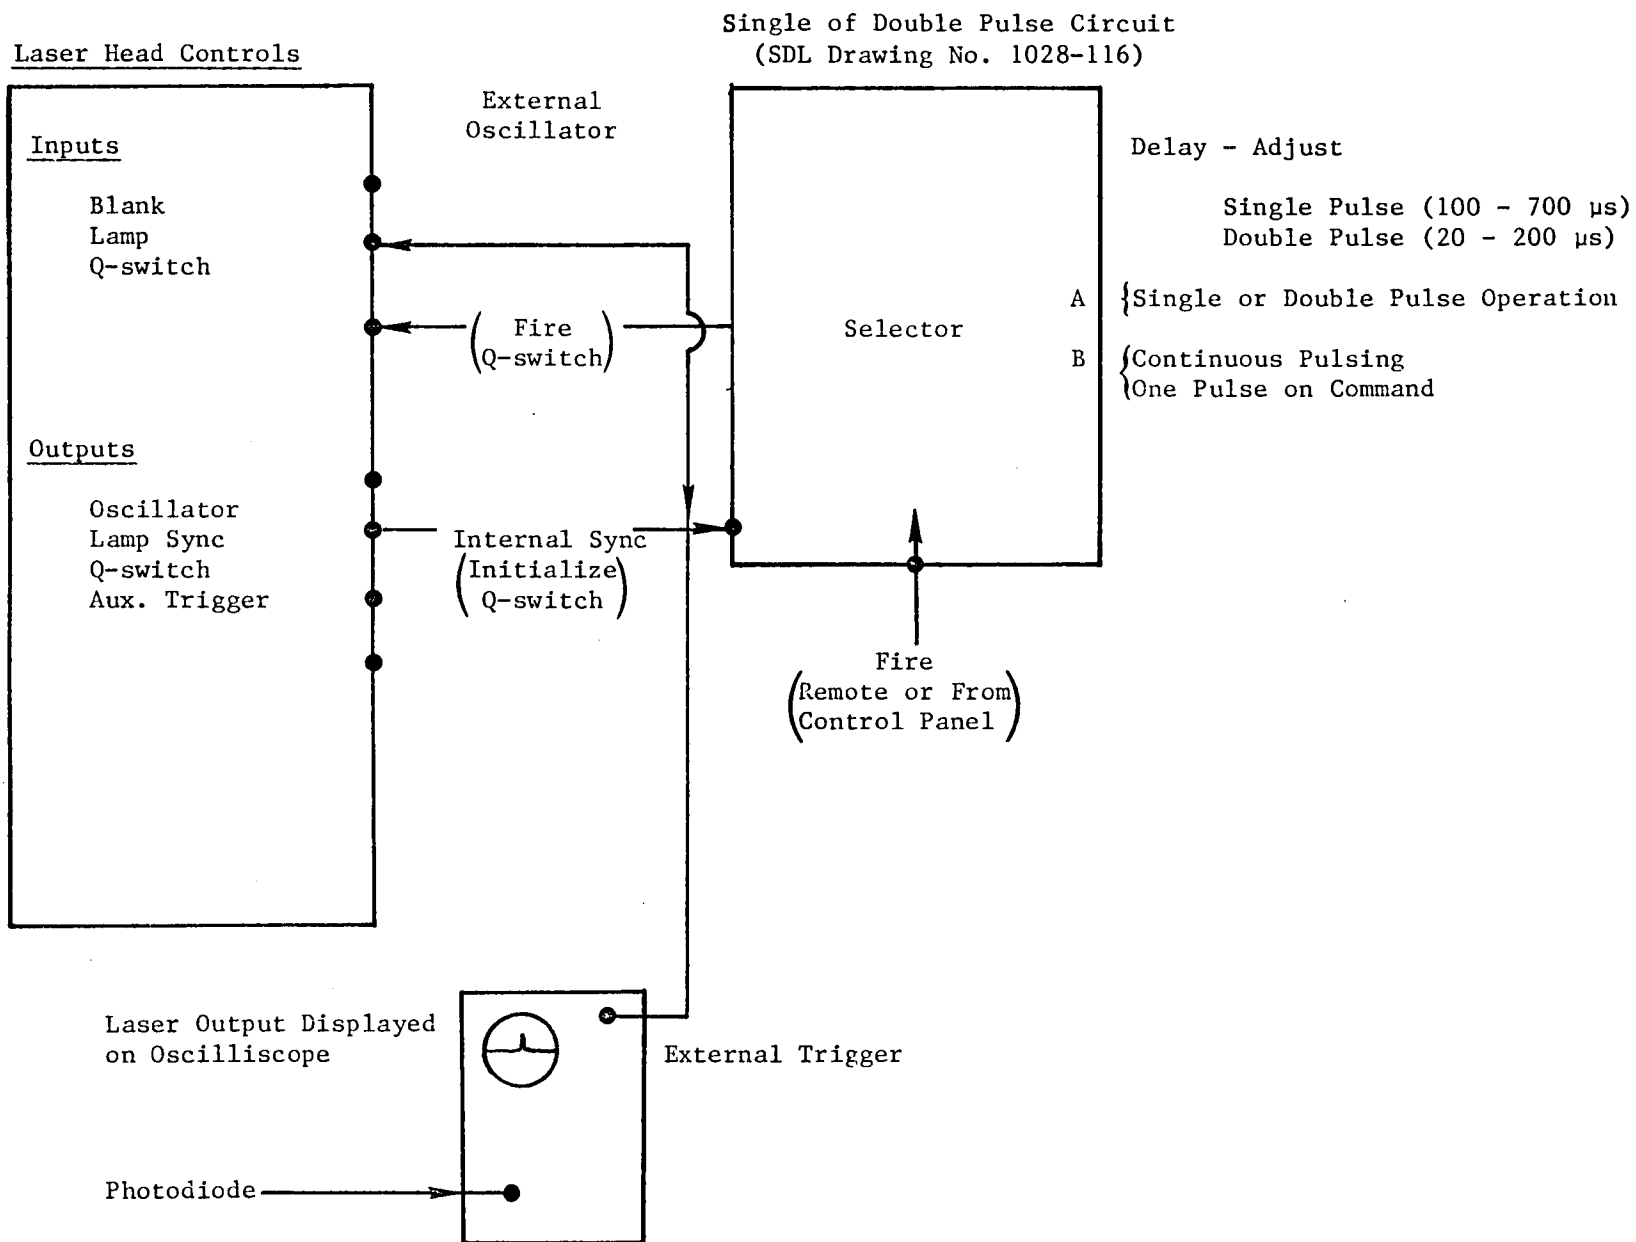 Single of Double Pulse Circuit
(SDL Drawing No. 1028-116)
Laser Head Controls
Inputs
Blank
Lamp
Q-switch
Outputs
Oscillator
Lamp Sync
Q-switch
Aux. Trigger
External
Oscillator
(Fire
Q-switch)
Internal Sync
(Initialize
Q-switch)
Selector
A
B
Delay - Adjust
Single Pulse (100 - 700 µs)
Double Pulse (20 - 200 µs)
{Single or Double Pulse Operation
{Continuous Pulsing
One Pulse on Command
Fire
(Remote or From
Control Panel)
Laser Output Displayed
on Oscilliscope
External Trigger
Photodiode